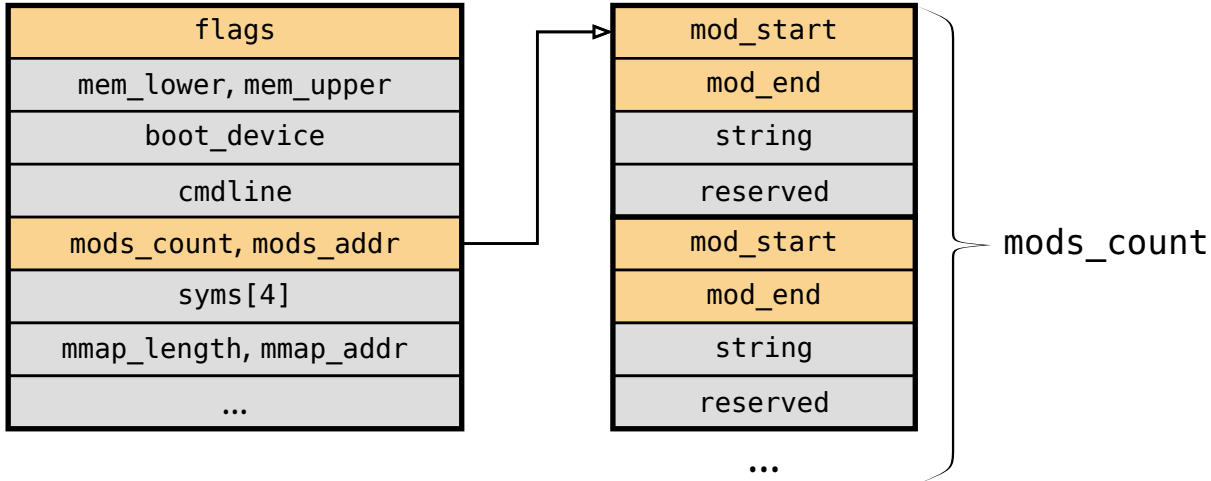 flags
mem_lower, mem_upper
boot_device
cmdline
mods_count, mods_addr
syms[4]
mmap_length, mmap_addr
...
mod_start
mod_end
string
reserved
mod_start
mod_end
string
reserved
...
mods_count